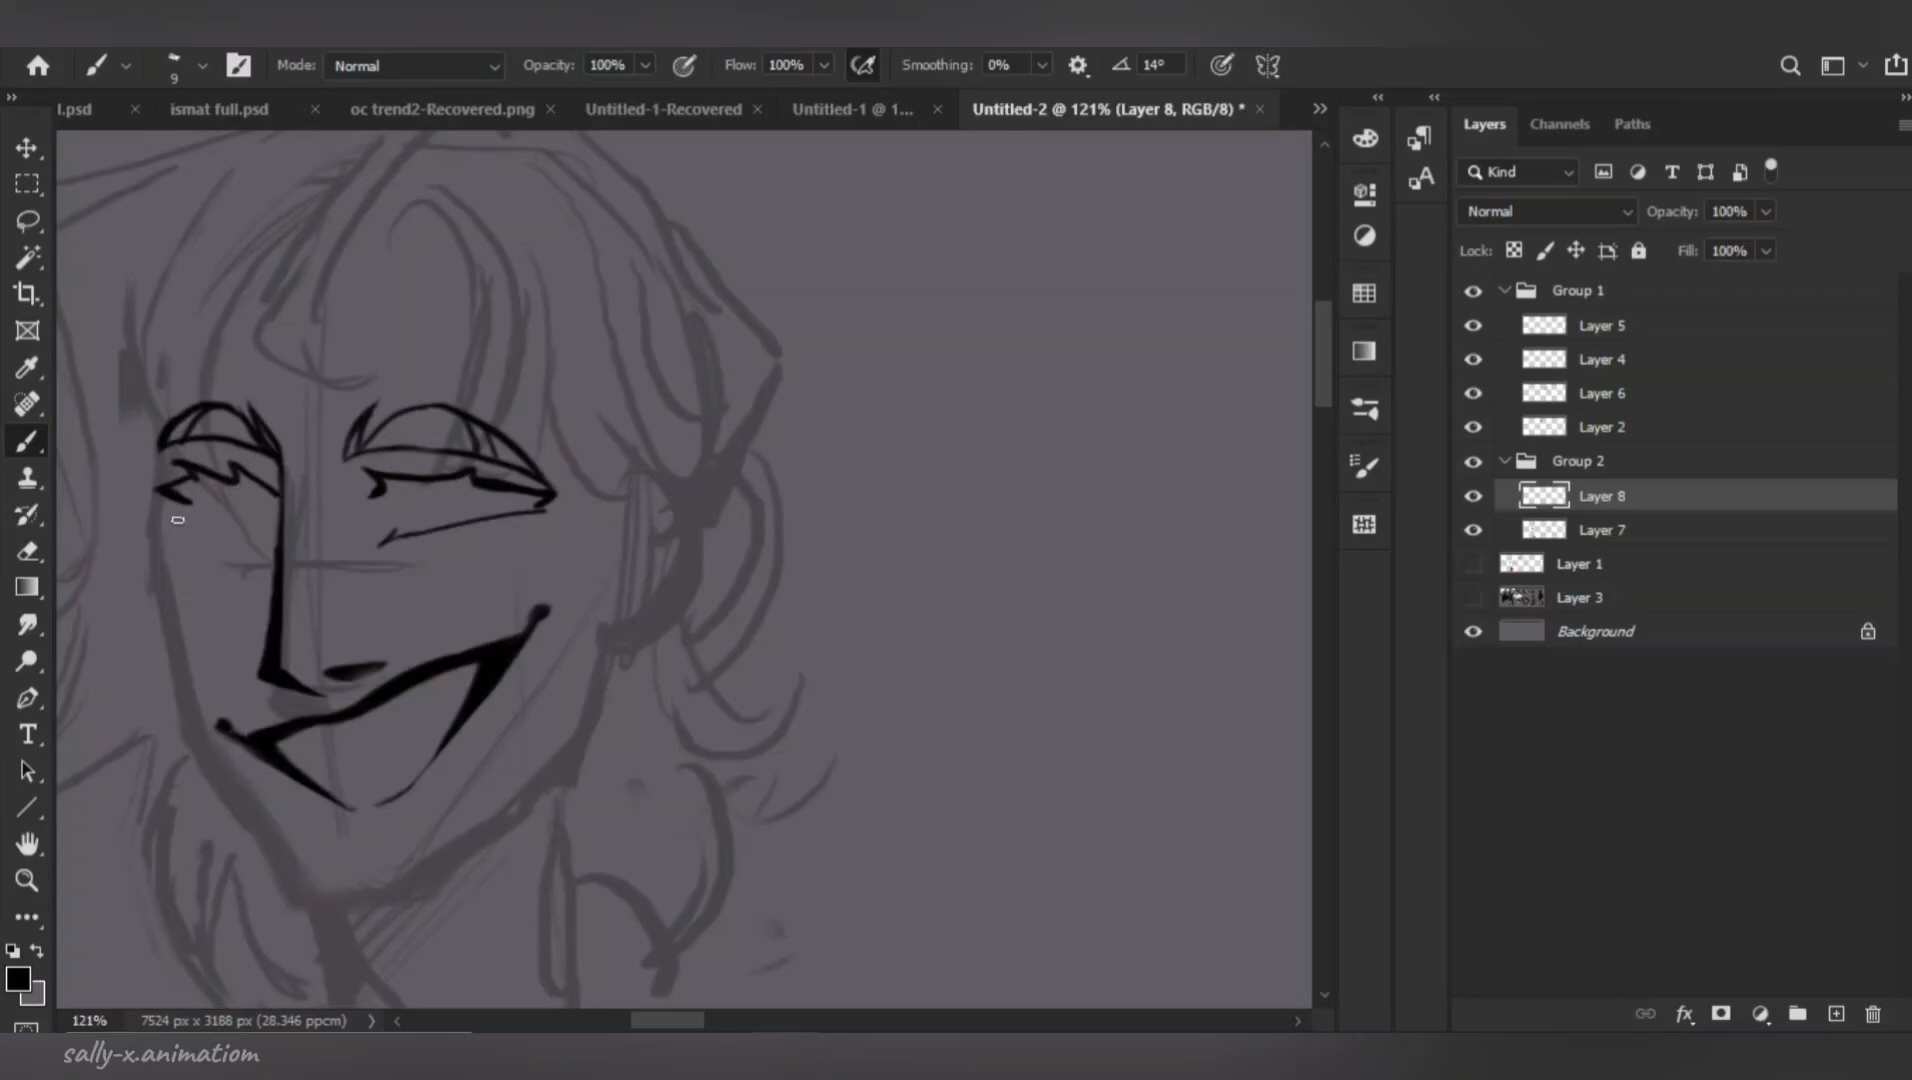 9 Mode: Normal Opacity: 100% Flow: 100% Smoothing: 0% 14°
l.psd ismat full.psd oc trend2-Recovered.png Untitled-1-Recovered Untitled-1 @ 1... Untitled-2 @ 121% (Layer 8, RGB/8) *
Layers Channels Paths
Kind
Normal Opacity: 100%
Lock: Fill: 100%
Group 1
Layer 5
Layer 4
Layer 6
Layer 2
Group 2
Layer 8
Layer 7
Layer 1
Layer 3
Background
121% 7524 px x 3188 px (28.346 ppcm)
sally-x.animatiom